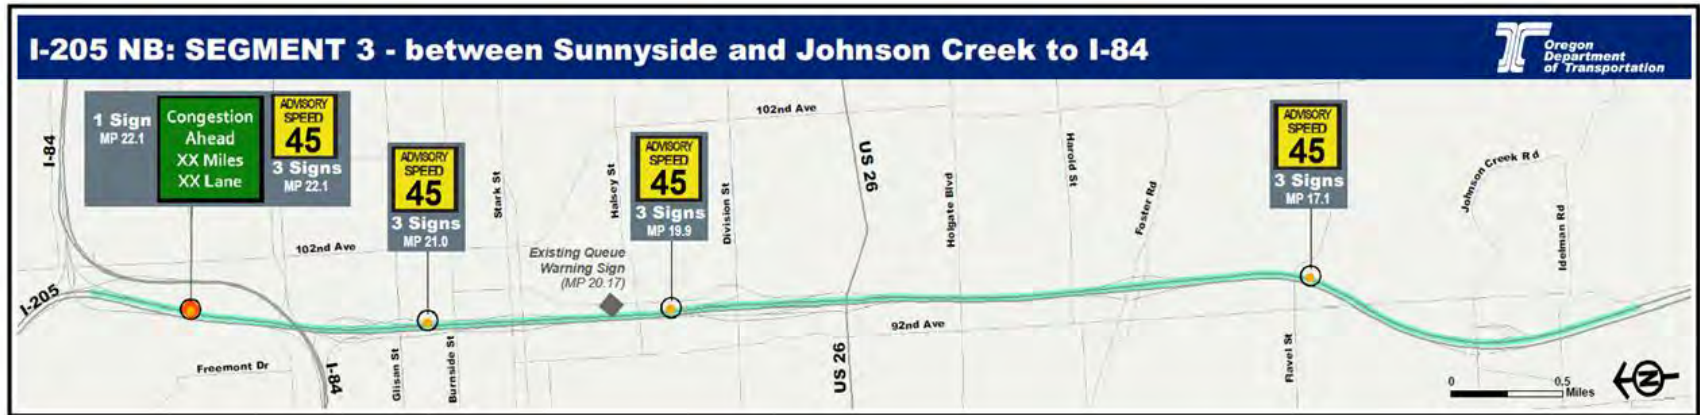 I-205 NB: SEGMENT 3 - between Sunnyside and Johnson Creek to I-84
Oregon
Department
of Transportation
I-84
1 Sign
MP 22.1
Congestion
Ahead
XX Miles
XX Lane
ADVISORY
SPEED
45
3 Signs
MP 22.1
ADVISORY
SPEED
45
3 Signs
MP 21.0
Stark St
Halsey St
ADVISORY
SPEED
45
3 Signs
MP 19.9
Division St
102nd Ave
US 26
Holgate Blvd
Harold St
Foster Rd
ADVISORY
SPEED
45
3 Signs
MP 17.1
Johnson Creek Rd
Idelman Rd
102nd Ave
Existing Queue
Warning Sign
(MP 20.17)
I-205
Freemont Dr
I-84
Glisan St
Burnside St
92nd Ave
US 26
Flavel St
0
0.5
Miles
N